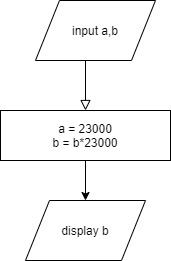 input a,b
a = 23000
b = b*23000
display b